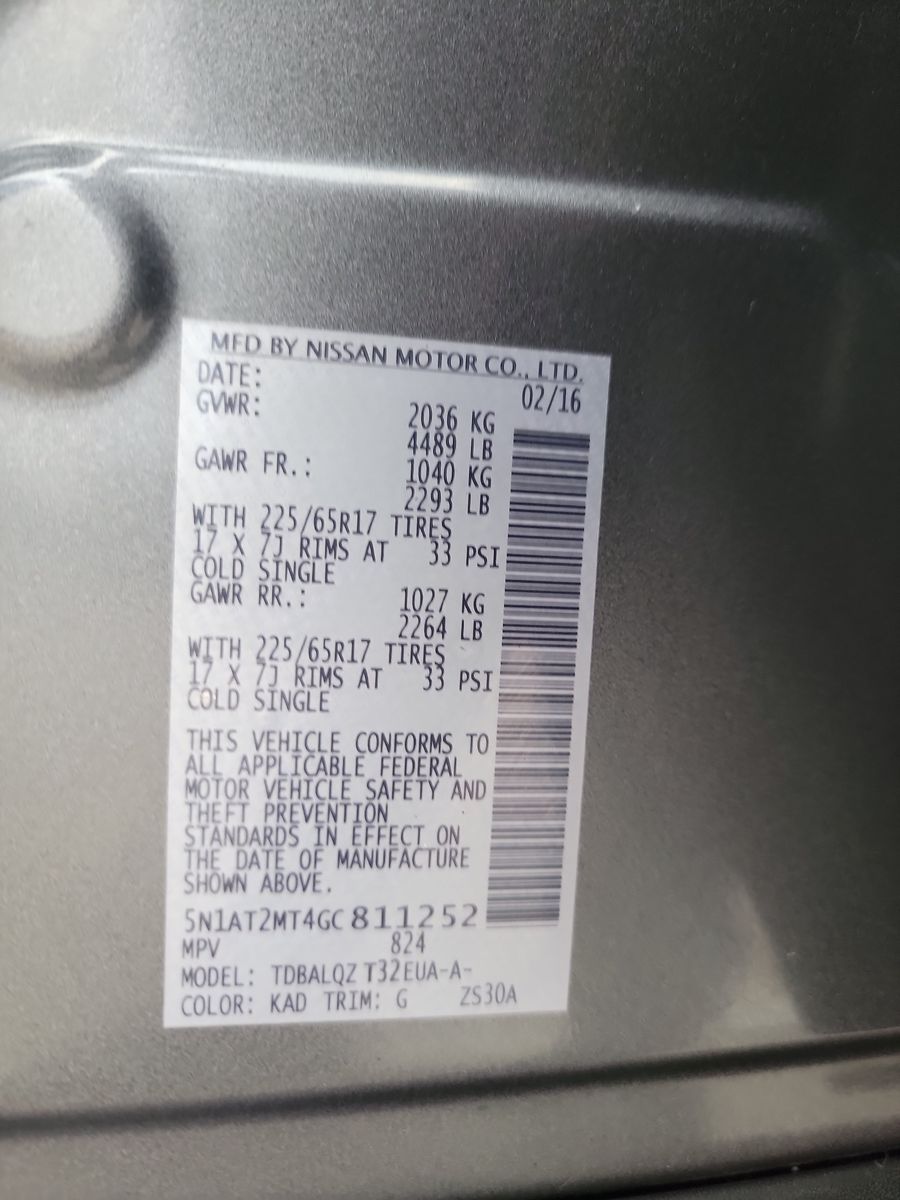 MFD BY NISSAN MOTOR CO., LTD.
DATE: 02/16
GVWR: 2036 KG
4489 LB
GAWR FR.: 1040 KG
2293 LB
WITH 225/65R17 TIRES
17 X 7J RIMS AT 33 PSI
COLD SINGLE
GAWR RR.: 1027 KG
2264 LB
WITH 225/65R17 TIRES
17 X 7J RIMS AT 33 PSI
COLD SINGLE
THIS VEHICLE CONFORMS TO
ALL APPLICABLE FEDERAL
MOTOR VEHICLE SAFETY AND
THEFT PREVENTION
STANDARDS IN EFFECT ON
THE DATE OF MANUFACTURE
SHOWN ABOVE.
5N1AT2MT4GC811252
MPV 824
MODEL: TDBALQZ T32EUA-A-
COLOR: KAD TRIM: G ZS30A